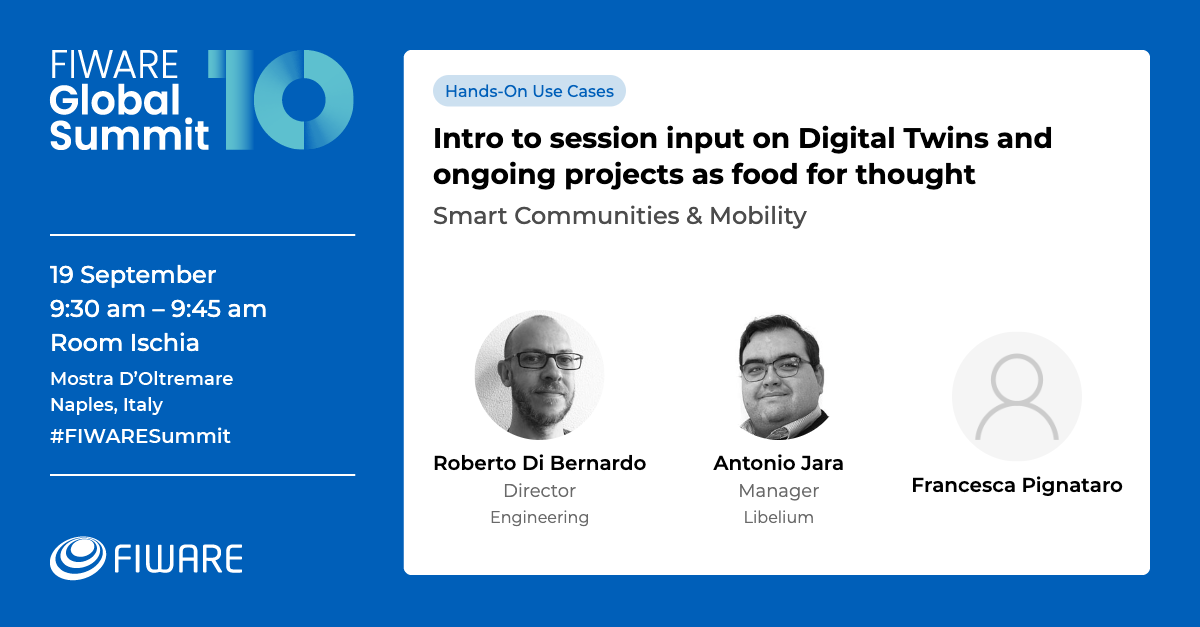 FIWARE
Global
Summit
10
19 September
9:30 am – 9:45 am
Room Ischia
Mostra D’Oltremare
Naples, Italy
#FIWARESummit
FIWARE
Hands-On Use Cases
Intro to session input on Digital Twins and
ongoing projects as food for thought
Smart Communities & Mobility
Roberto Di Bernardo
Director
Engineering
Antonio Jara
Manager
Libelium
Francesca Pignataro